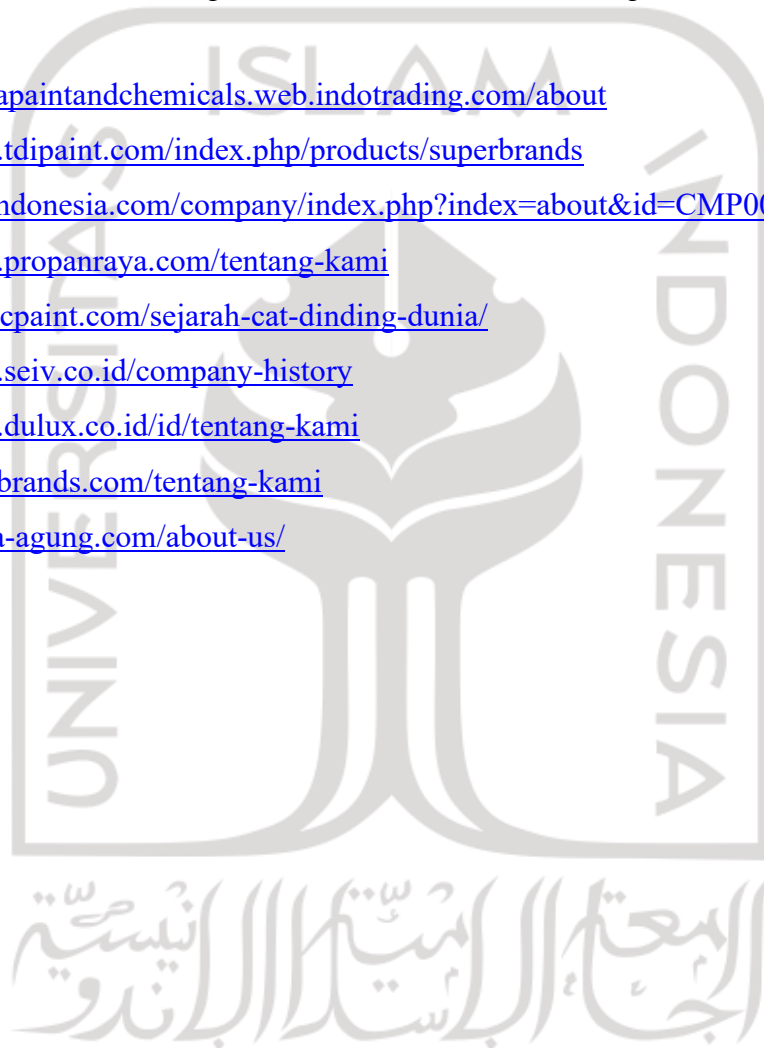 ISLAM
apaintandchemicals.web.indotrading.com/about
.tdipaint.com/index.php/products/superbrands
ndonesia.com/company/index.php?index=about&id=CMP00
.propanraya.com/tentang-kami
cpaint.com/sejarah-cat-dinding-dunia/
.seiv.co.id/company-history
.dulux.co.id/id/tentang-kami
brands.com/tentang-kami
a-agung.com/about-us/
UNIVERSITAS
INDONESIA